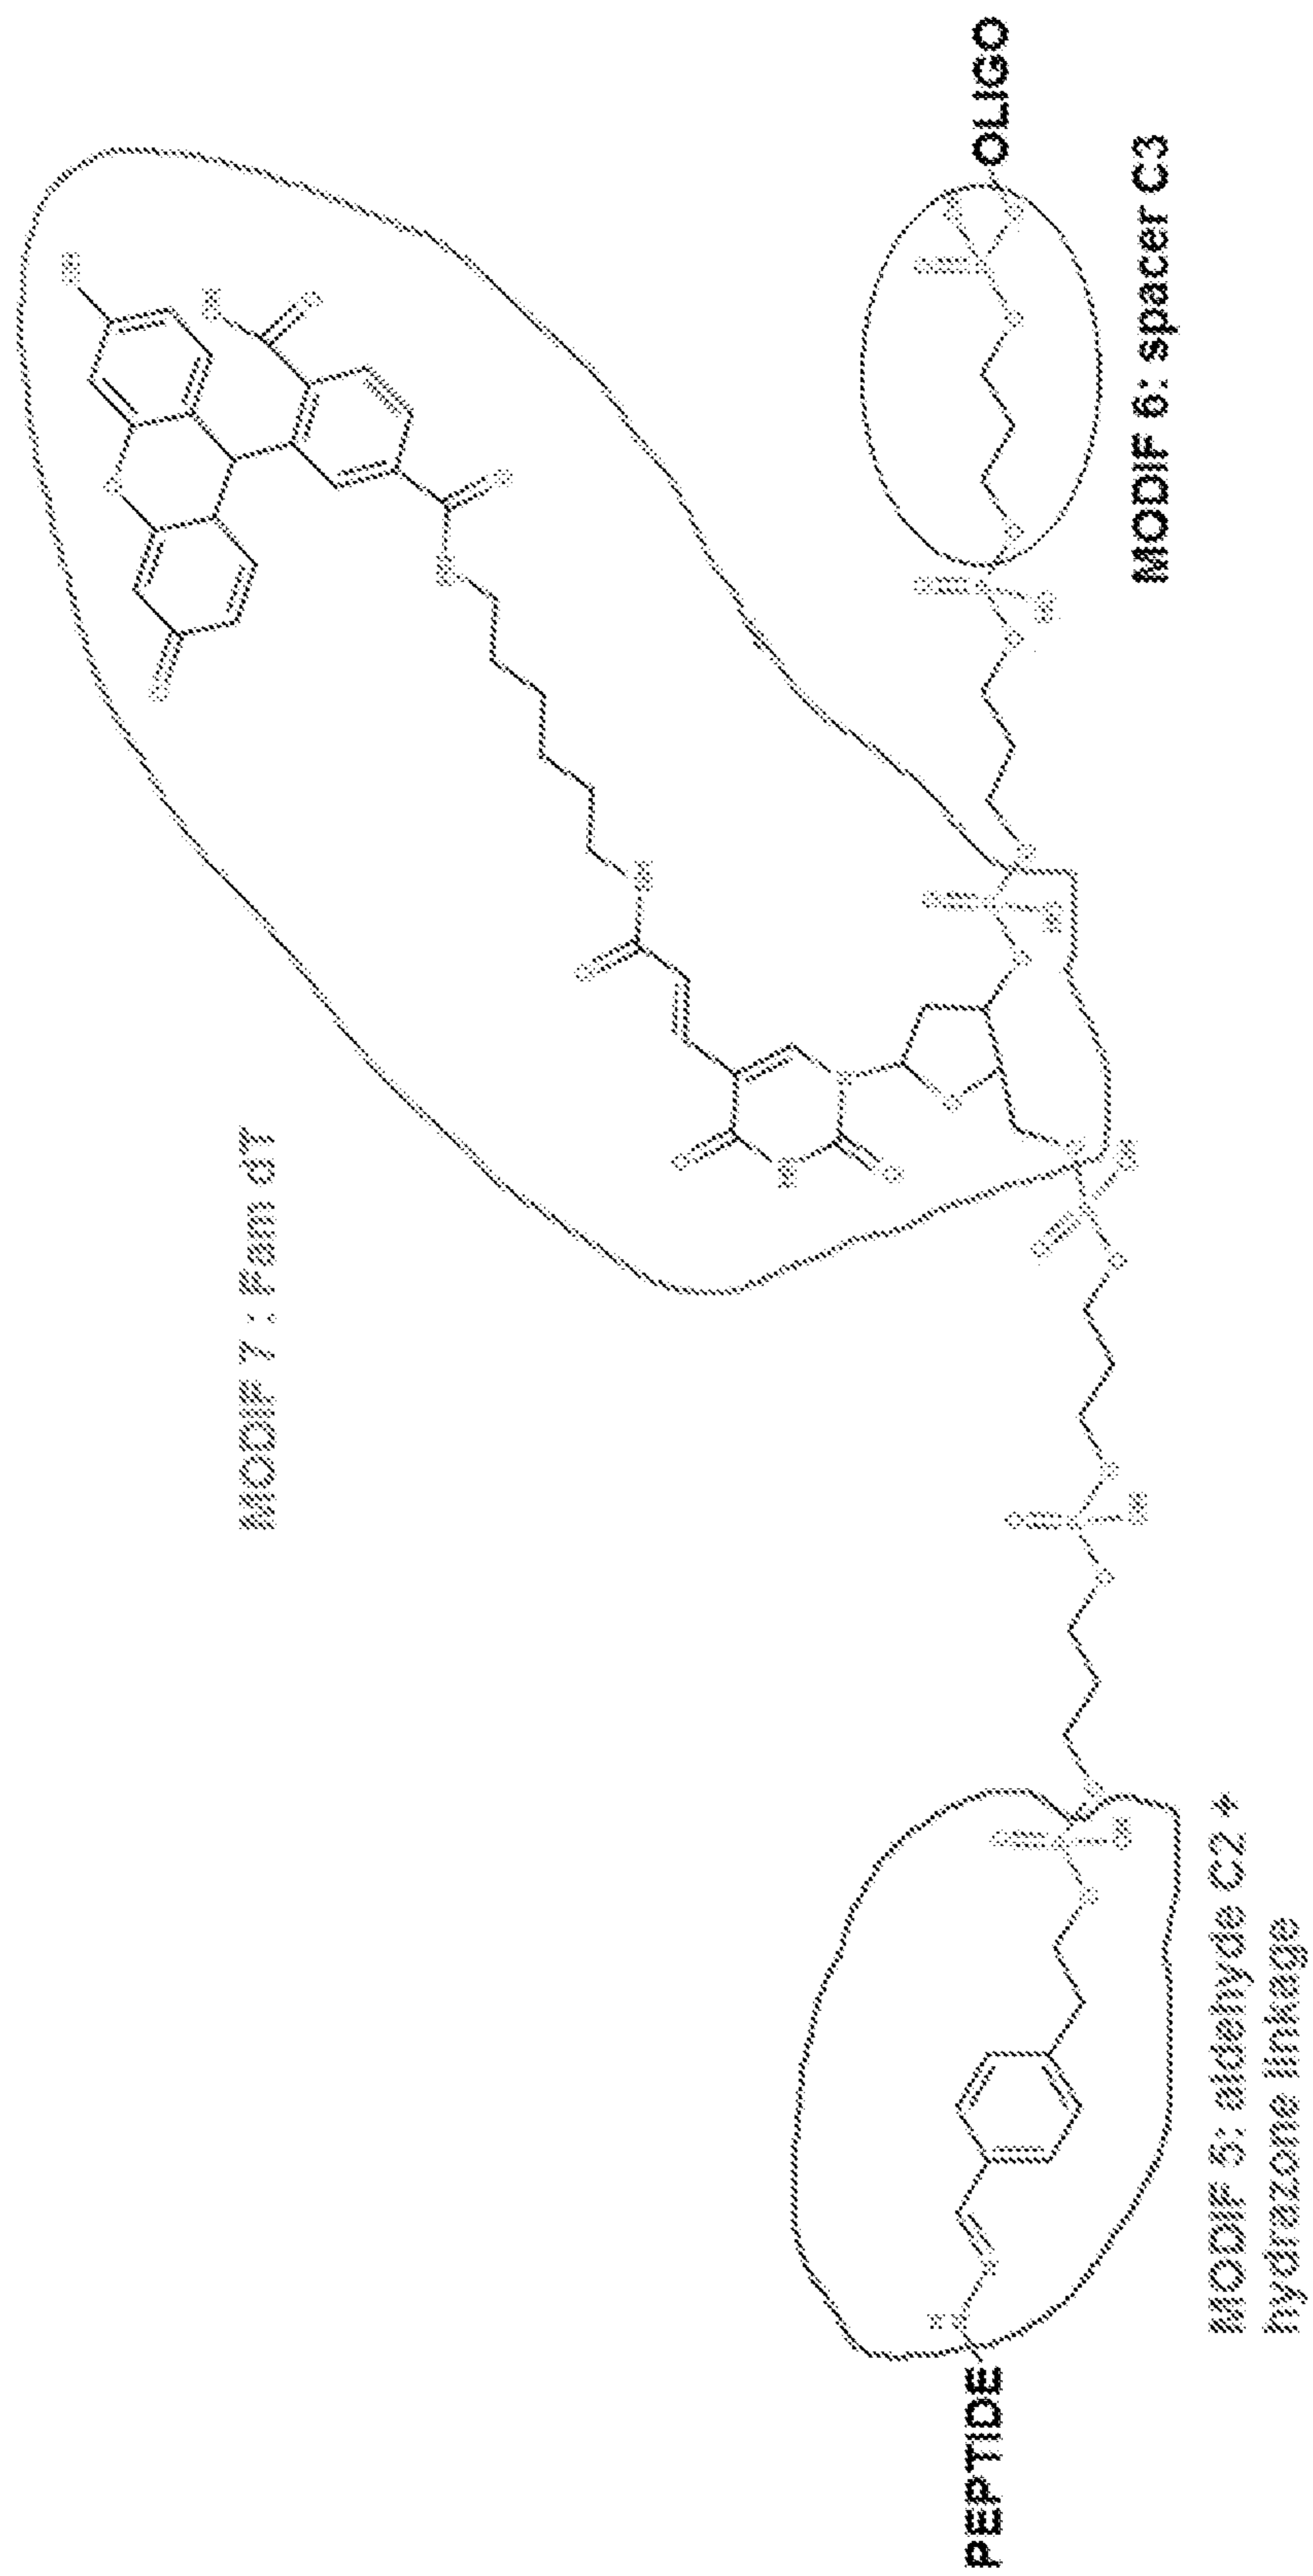 MODIF 7 : Fam dT
PEPTIDE
OLIGO
MODIF 5: aldehyde C2 +
hydrazone linkage
MODIF 6: spacer C3